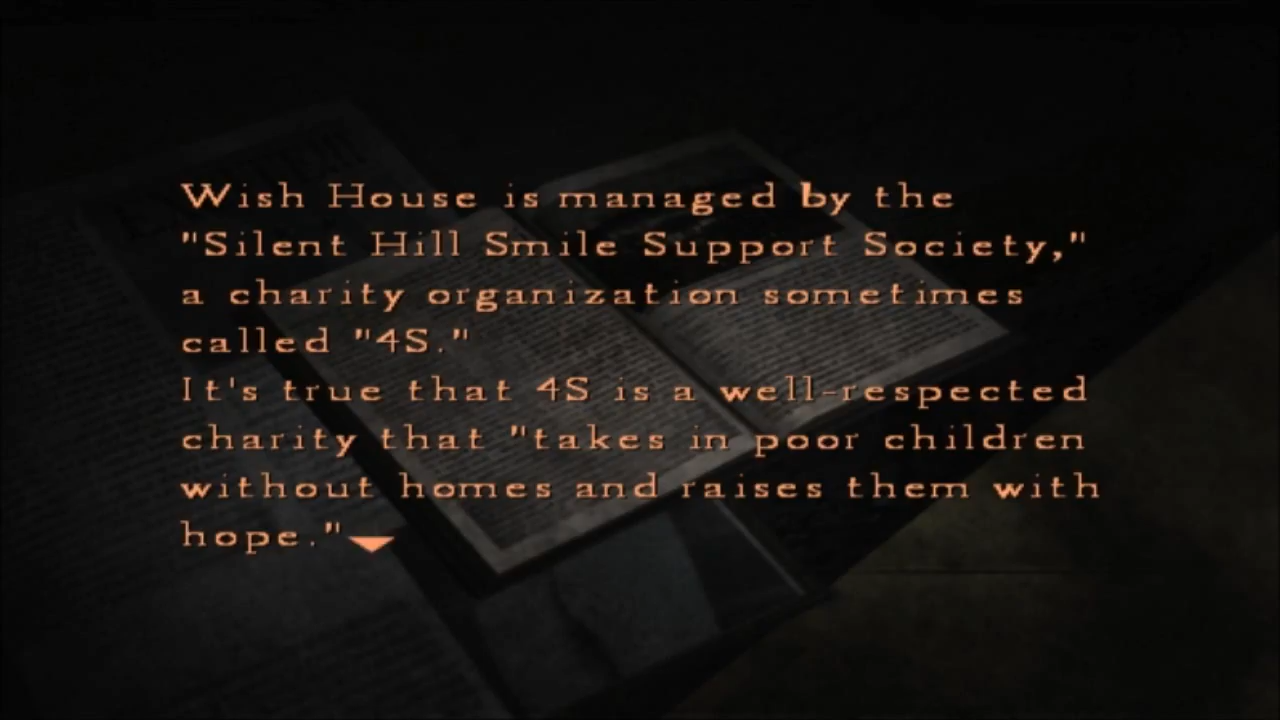 Wish House is managed by the
"Silent Hill Smile Support Society,"
a charity organization sometimes
called "4S."
It's true that 4S is a well-respected
charity that "takes in poor children
without homes and raises them with
hope."